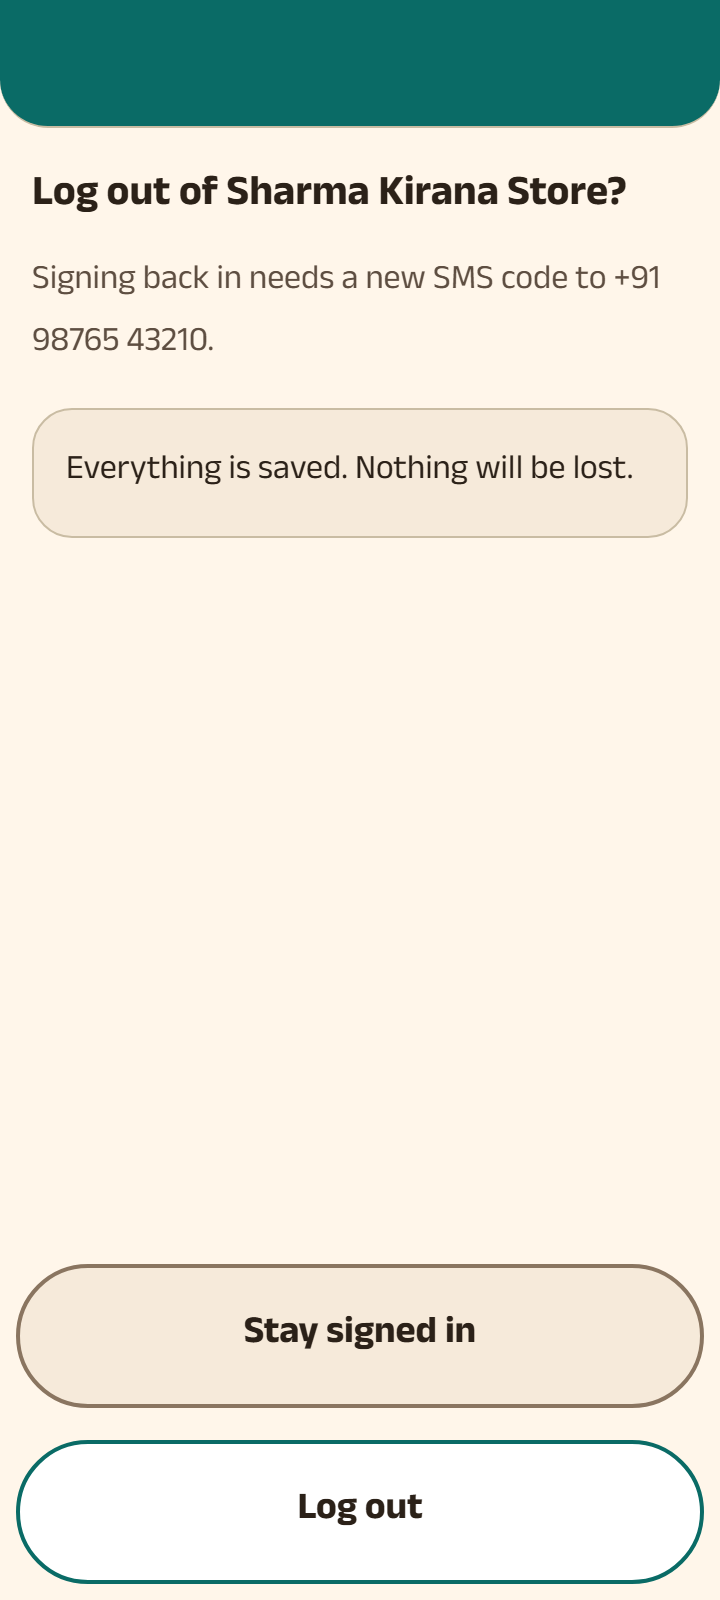 Log out of Sharma Kirana Store?
Signing back in needs a new SMS code to +91
98765 43210.
Everything is saved. Nothing will be lost.
Stay signed in
Log out